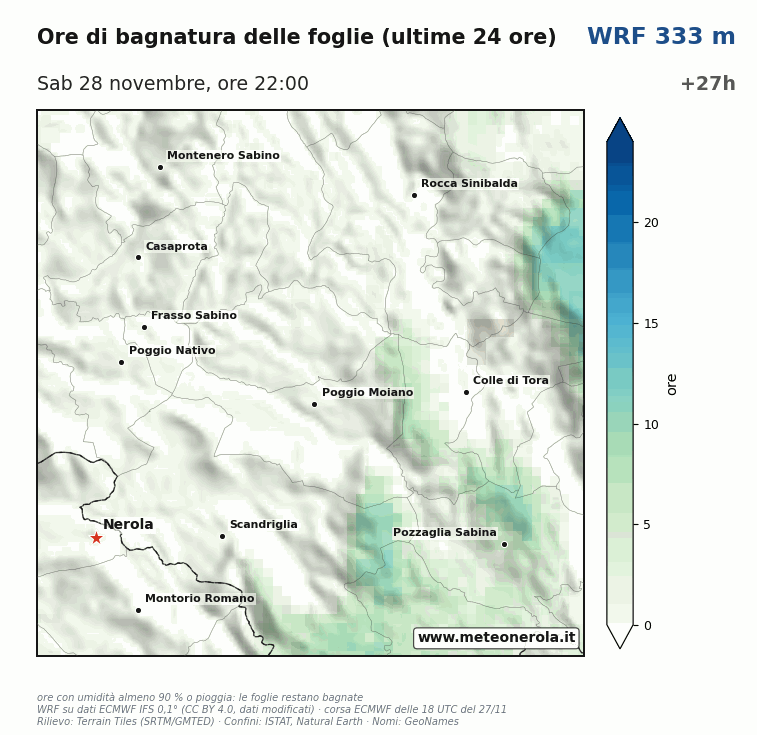 Ore di bagnatura delle foglie (ultime 24 ore)
WRF 333 m
Sab 28 novembre, ore 22:00
+27h
Montenero Sabino
Rocca Sinibalda
Casaprota
Frasso Sabino
Poggio Nativo
Poggio Moiano
Colle di Tora
Nerola
Scandriglia
Pozzaglia Sabina
Montorio Romano
www.meteonerola.it
20
15
10
5
0
ore
ore con umidità almeno 90 % o pioggia: le foglie restano bagnate
WRF su dati ECMWF IFS 0,1° (CC BY 4.0, dati modificati) · corsa ECMWF delle 18 UTC del 27/11
Rilievo: Terrain Tiles (SRTM/GMTED) · Confini: ISTAT, Natural Earth · Nomi: GeoNames